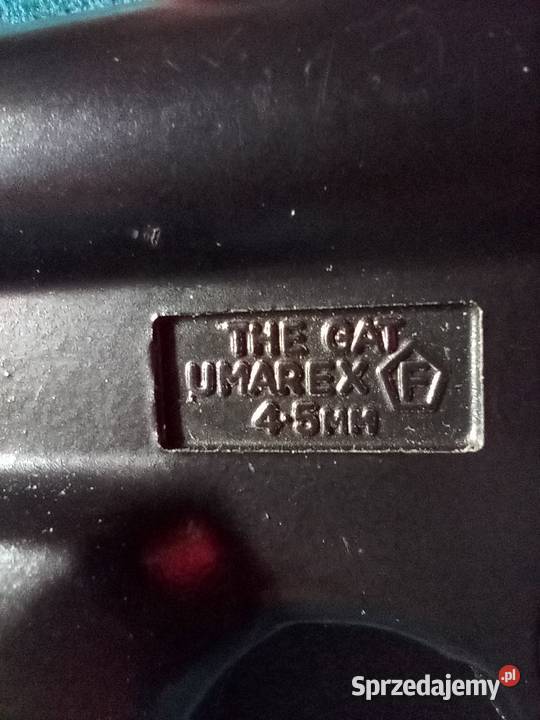 THE GAT
UMAREX F
4·5MM
Sprzedajemy.pl